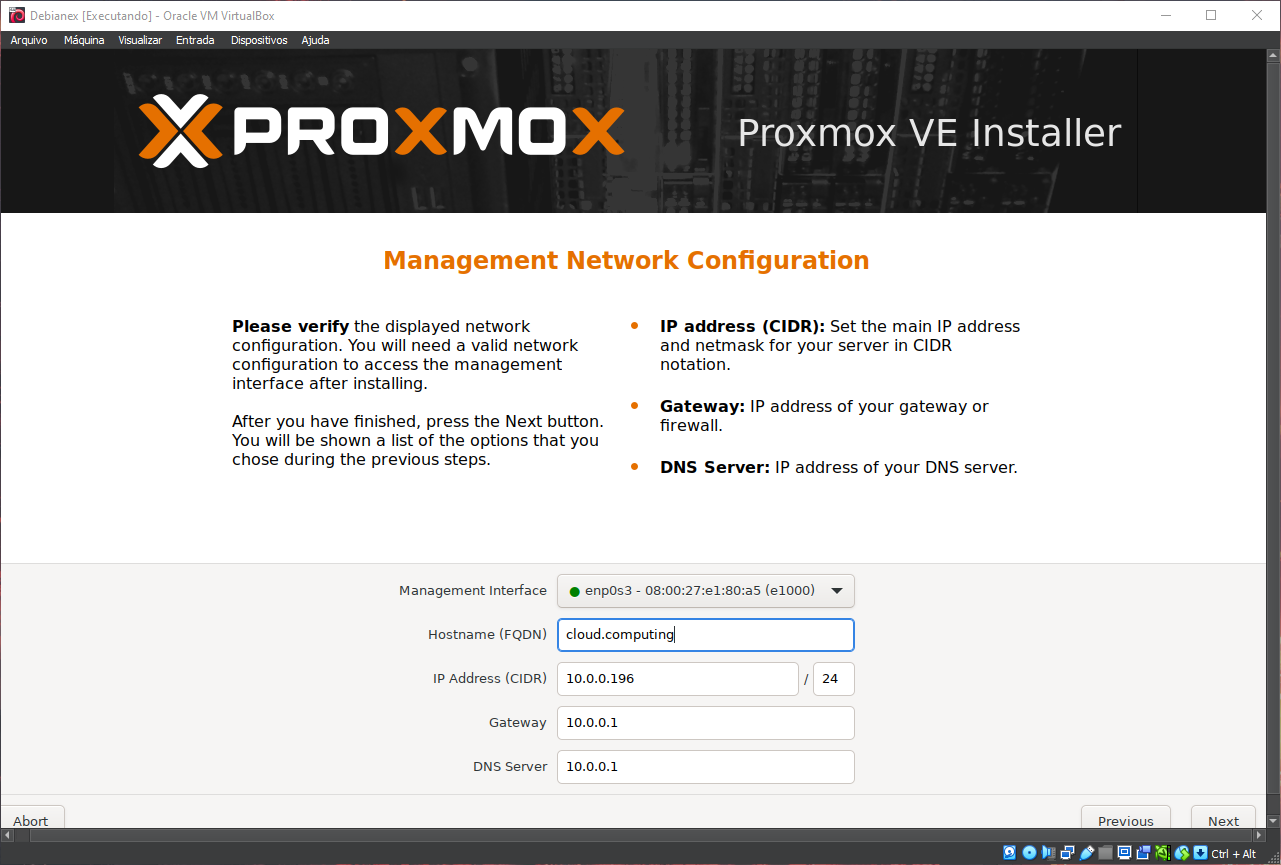 Debianex [Executando] - Oracle VM VirtualBox
Arquivo Máquina Visualizar Entrada Dispositivos Ajuda
PROXMOX
Proxmox VE Installer
LL
Management Network Configuration
Please verify the displayed network
configuration. You will need a valid network
configuration to access the management
interface after installing.
After you have finished, press the Next button.
You will be shown a list of the options that you
chose during the previous steps.
• IP address (CIDR): Set the main IP address
and netmask for your server in CIDR
notation.
• Gateway: IP address of your gateway or
firewall.
• DNS Server: IP address of your DNS server.
Management Interface enp0s3 - 08:00:27:e1:80:a5 (e1000)
Hostname (FQDN) cloud.computing
IP Address (CIDR) 10.0.0.196 / 24
Gateway 10.0.0.1
DNS Server 10.0.0.1
Abort Previous Next
Ctrl + Alt